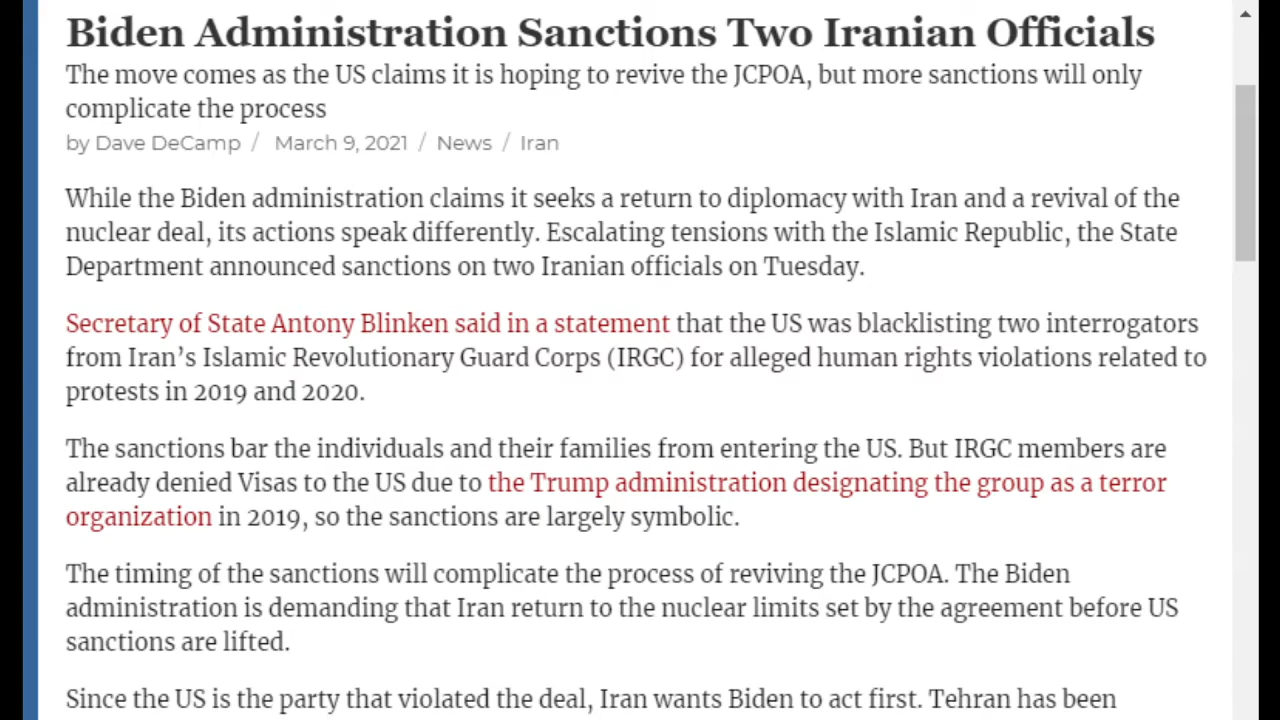 Biden Administration Sanctions Two Iranian Officials
The move comes as the US claims it is hoping to revive the JCPOA, but more sanctions will only
complicate the process
by Dave DeCamp / March 9, 2021 / News / Iran
While the Biden administration claims it seeks a return to diplomacy with Iran and a revival of the
nuclear deal, its actions speak differently. Escalating tensions with the Islamic Republic, the State
Department announced sanctions on two Iranian officials on Tuesday.
Secretary of State Antony Blinken said in a statement that the US was blacklisting two interrogators
from Iran’s Islamic Revolutionary Guard Corps (IRGC) for alleged human rights violations related to
protests in 2019 and 2020.
The sanctions bar the individuals and their families from entering the US. But IRGC members are
already denied Visas to the US due to the Trump administration designating the group as a terror
organization in 2019, so the sanctions are largely symbolic.
The timing of the sanctions will complicate the process of reviving the JCPOA. The Biden
administration is demanding that Iran return to the nuclear limits set by the agreement before US
sanctions are lifted.
Since the US is the party that violated the deal, Iran wants Biden to act first. Tehran has been